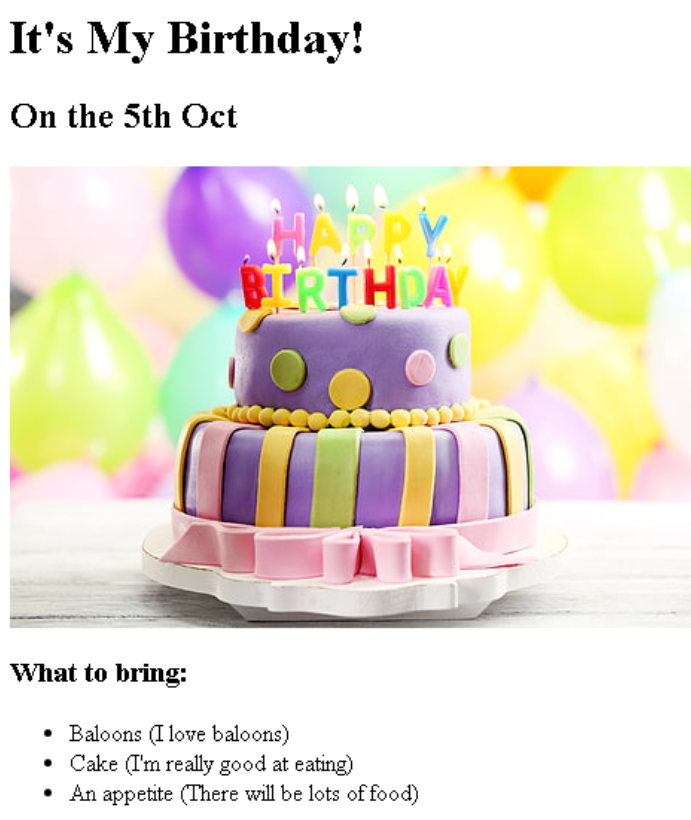 It's My Birthday!
On the 5th Oct
HAPPY
BIRTHDAY
What to bring:
Baloons (I love baloons)
Cake (I'm really good at eating)
An appetite (There will be lots of food)